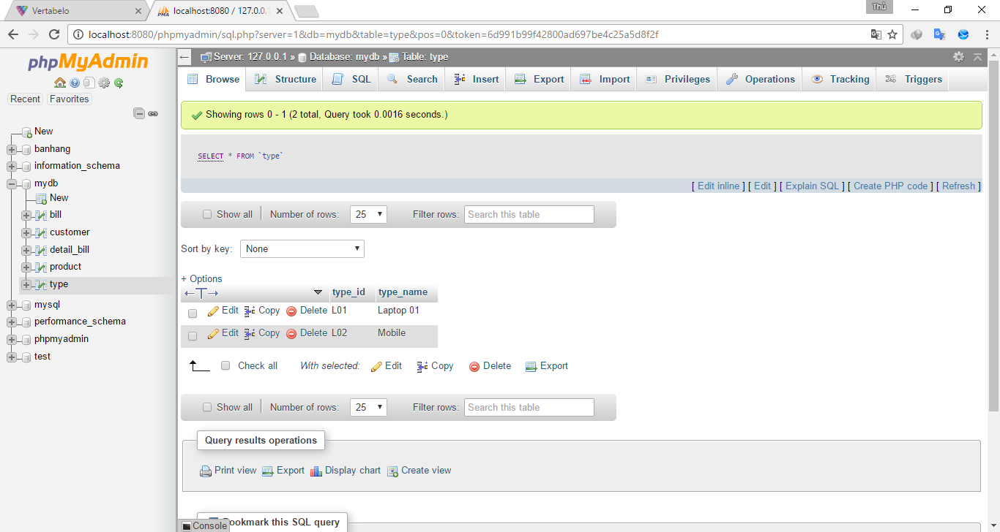 Vertabelo
localhost:8080 / 127.0.0.1
Thủ
localhost:8080/phpmyadmin/sql.php?server=1&db=mydb&table=type&pos=0&token=6d991b99f42800ad697be4c25a5d8f2f
phpMyAdmin
Recent Favorites
New
banhang
information_schema
mydb
New
bill
customer
detail_bill
product
type
mysql
performance_schema
phpmyadmin
test
Server: 127.0.0.1 » Database: mydb » Table: type
Browse Structure SQL Search Insert Export Import Privileges Operations Tracking Triggers
Showing rows 0 - 1 (2 total, Query took 0.0016 seconds.)
SELECT * FROM `type`
[ Edit inline ] [ Edit ] [ Explain SQL ] [ Create PHP code ] [ Refresh ]
Show all | Number of rows: 25 Filter rows: Search this table
Sort by key: None
+ Options
←T→ type_id type_name
Edit Copy Delete L01 Laptop 01
Edit Copy Delete L02 Mobile
Check all With selected: Edit Copy Delete Export
Show all | Number of rows: 25 Filter rows: Search this table
Query results operations
Print view Export Display chart Create view
Bookmark this SQL query
Console